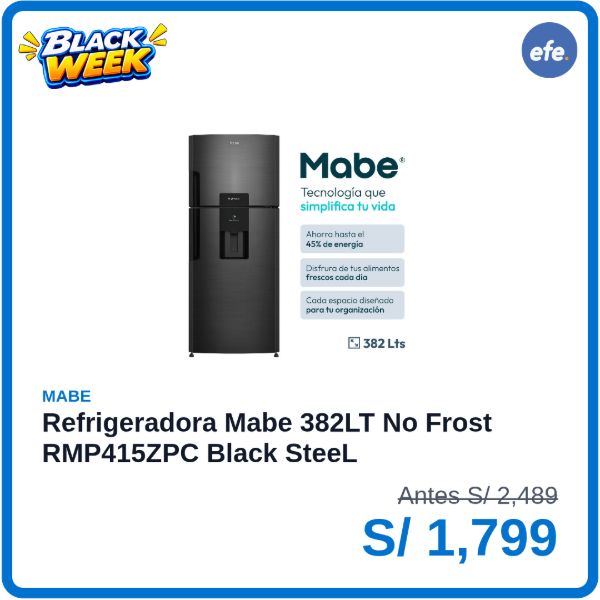 BLACK
WEEK
efe.
Mabe®
Tecnología que
simplifica tu vida
Ahorra hasta el
45% de energía
Disfrura de tus alimentos
frescos cada dia
Cada espacio diseñado
para tu organización
382 Lts
MABE
Refrigeradora Mabe 382LT No Frost
RMP415ZPC Black SteeL
Antes S/ 2,489
S/ 1,799